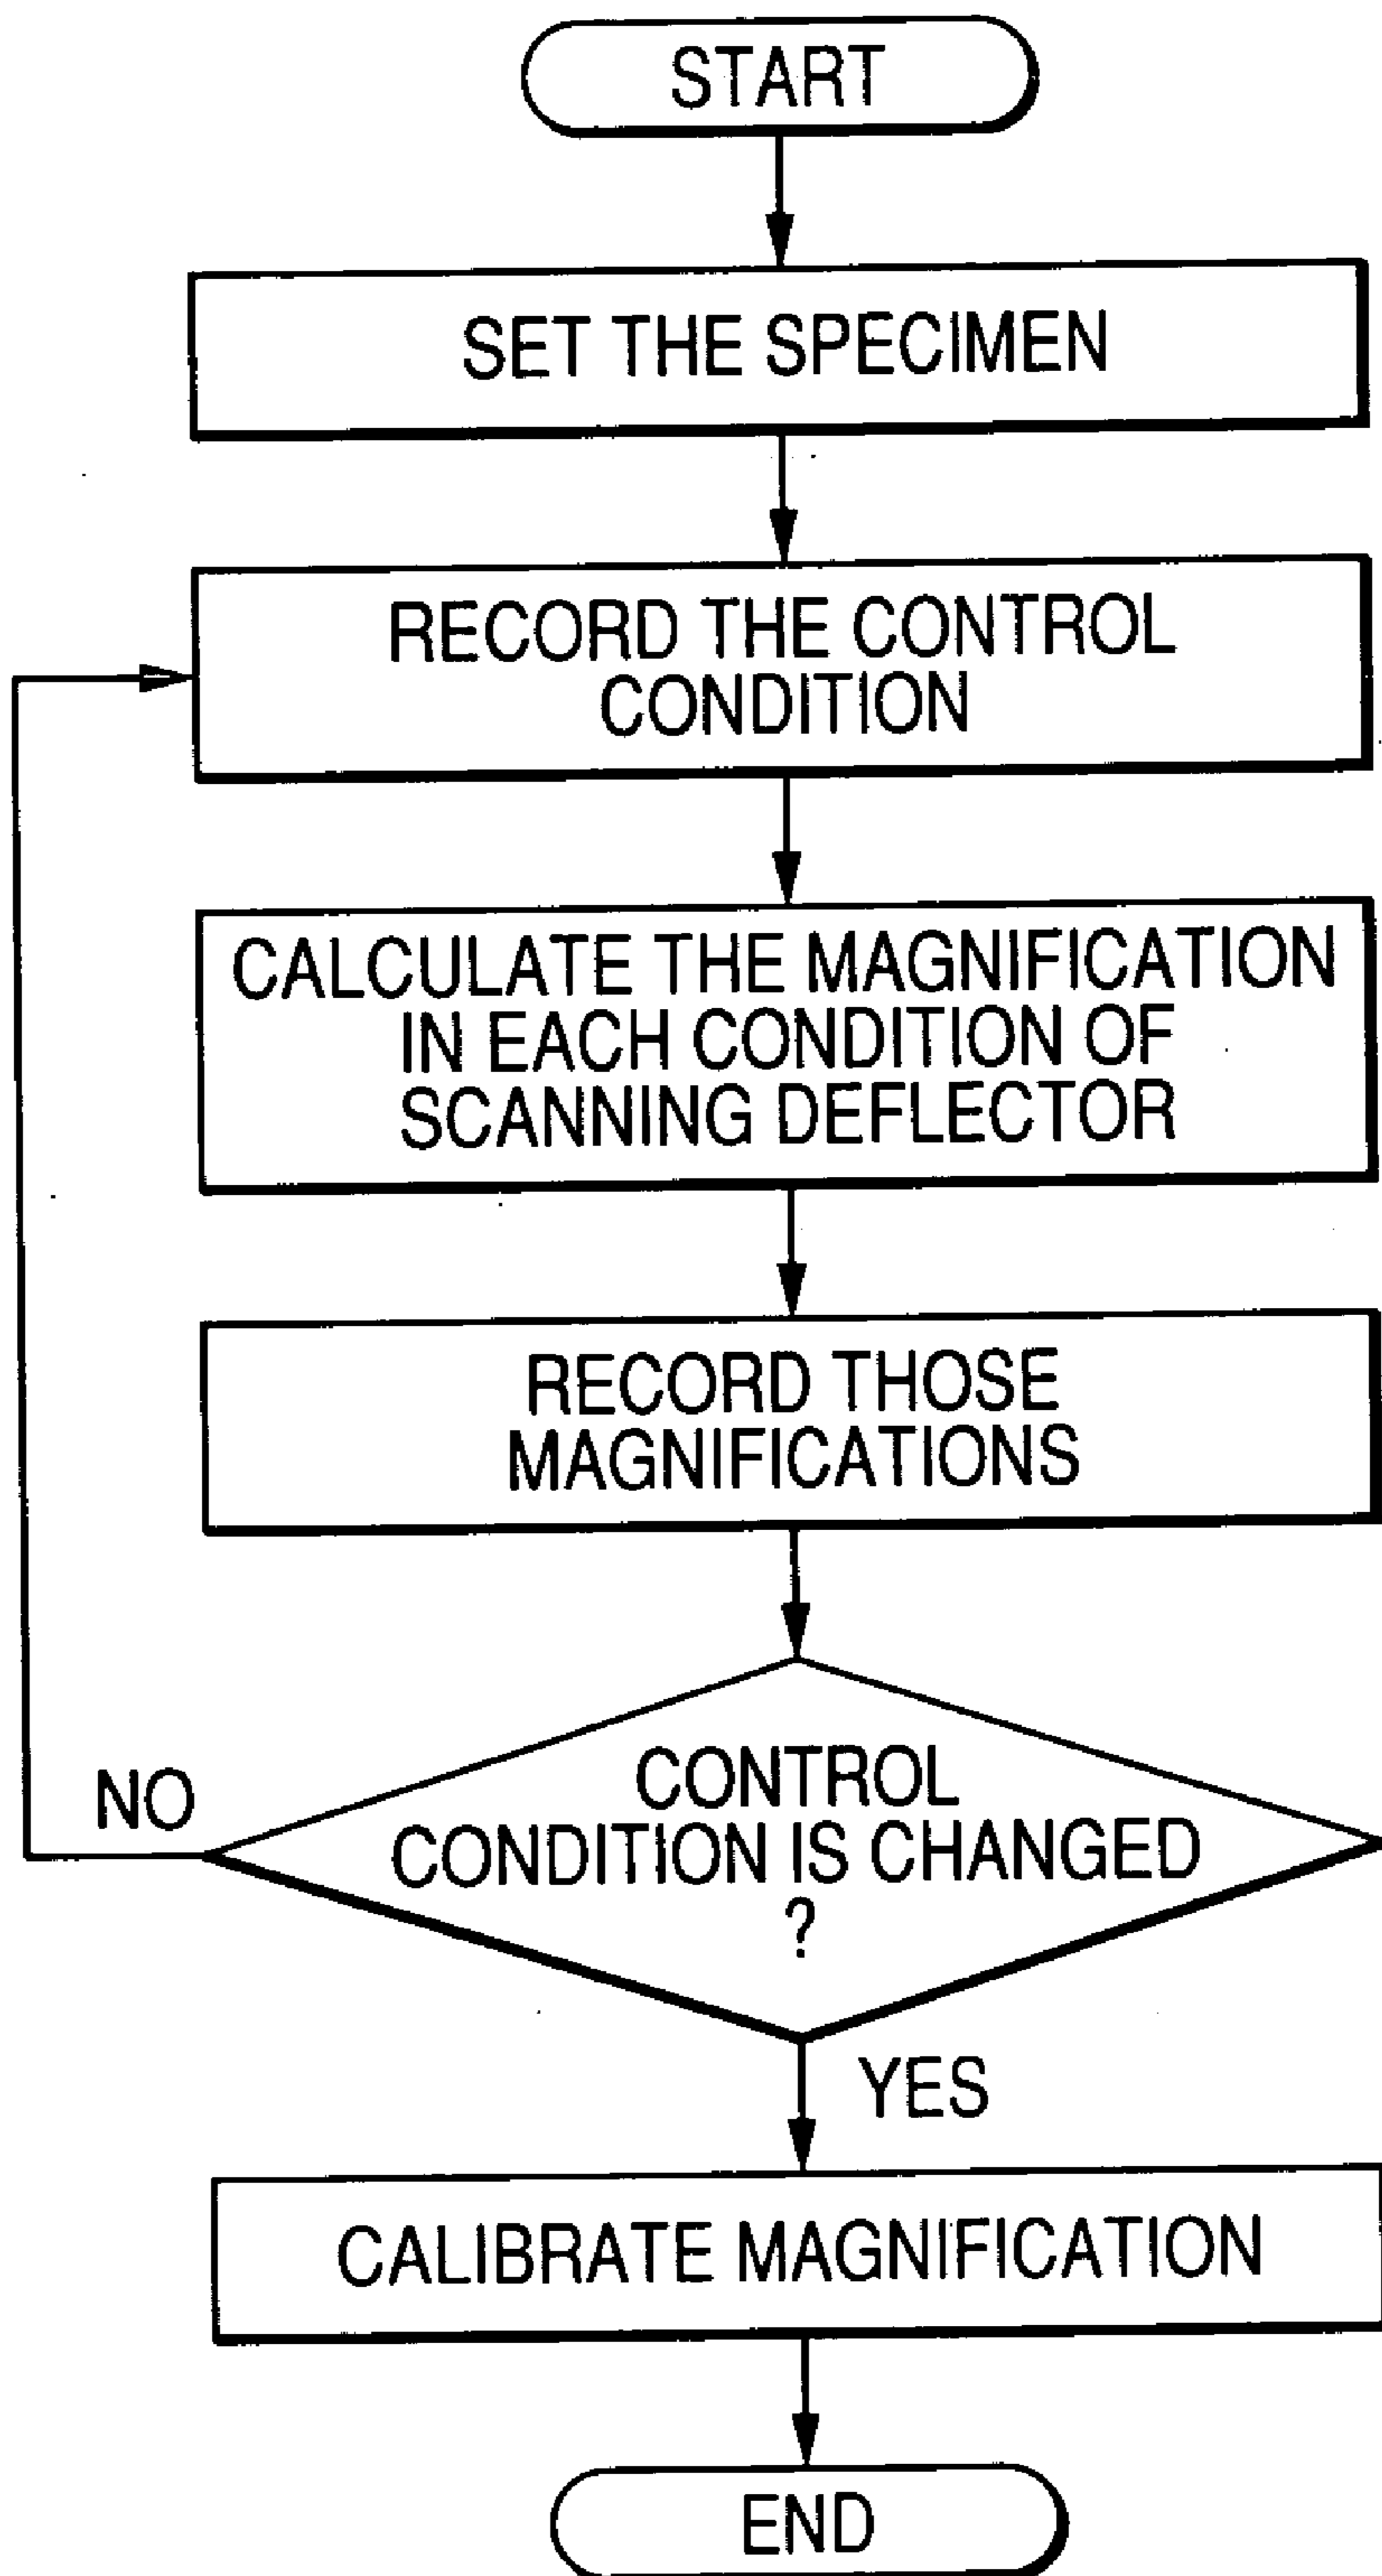 START
SET THE SPECIMEN
RECORD THE CONTROL
CONDITION
CALCULATE THE MAGNIFICATION
IN EACH CONDITION OF
SCANNING DEFLECTOR
RECORD THOSE
MAGNIFICATIONS
CONTROL
CONDITION IS CHANGED
?
NO
YES
CALIBRATE MAGNIFICATION
END